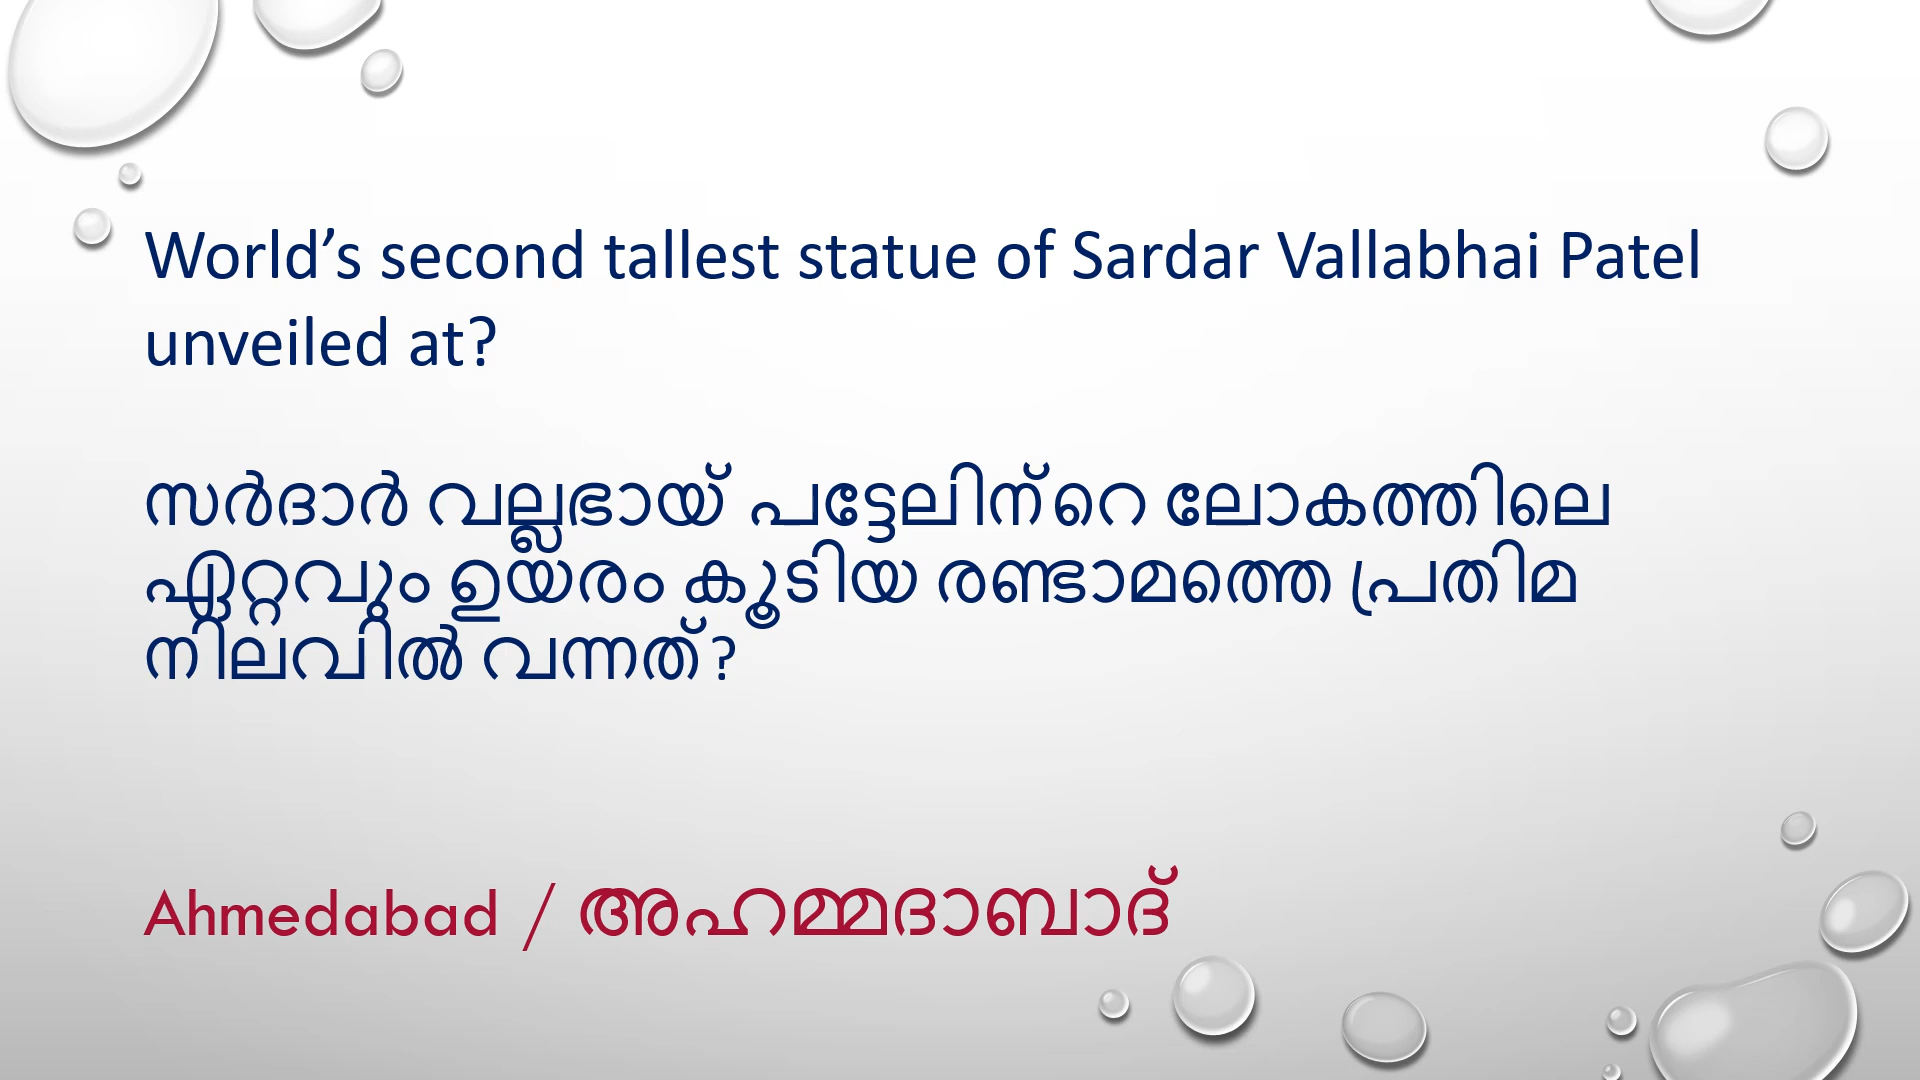 World’s second tallest statue of Sardar Vallabhai Patel
unveiled at?
സർദാർ വല്ലഭായ് പട്ടേലിന്റെ ലോകത്തിലെ
ഏറ്റവും ഉയരം കൂടിയ രണ്ടാമത്തെ പ്രതിമ
നിലവിൽ വന്നത്?
Ahmedabad / അഹമ്മദാബാദ്